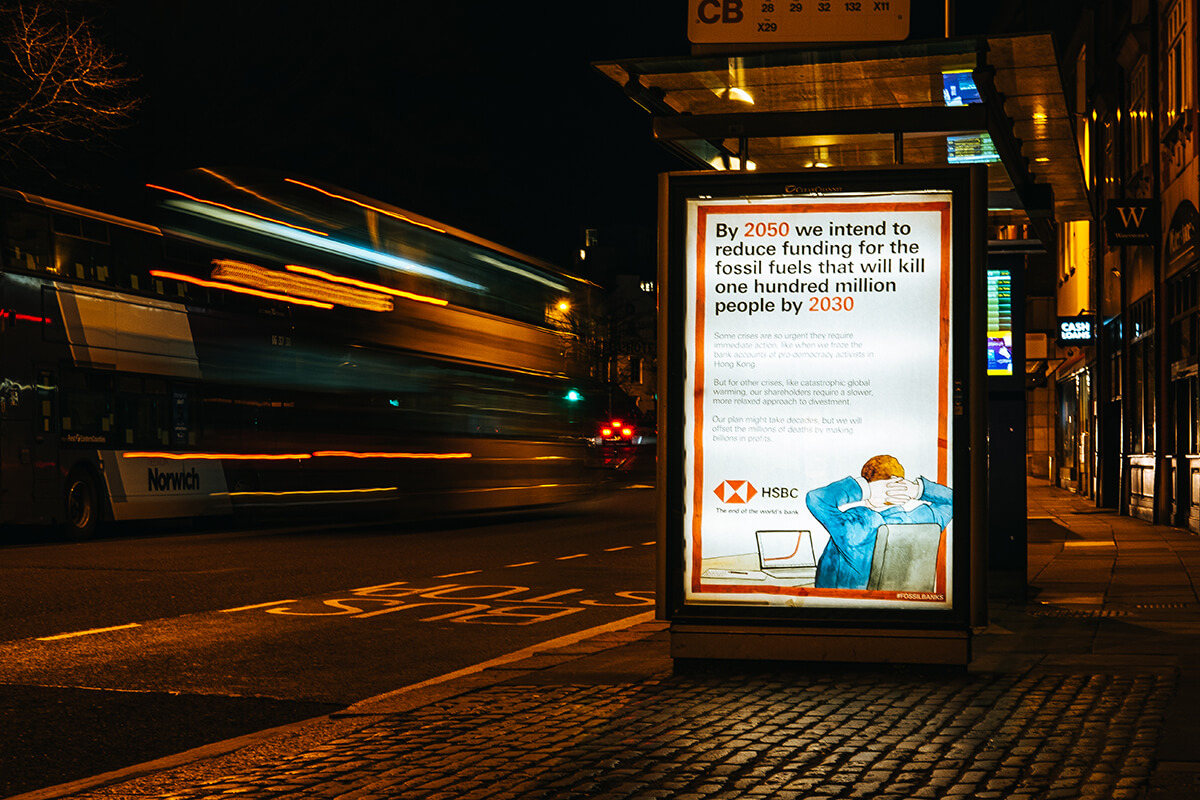 CB
28 29 32 132 X11
X29
CLEAR CHANNEL
By 2050 we intend to
reduce funding for the
fossil fuels that will kill
one hundred million
people by 2030
Some crises are so urgent they require
immediate action, like when we froze the
bank accounts of pro-democracy activists in
Hong Kong.
But for other crises, like catastrophic global
warming, our shareholders require a slower,
more relaxed approach to divestment.
Our plan might take decades, but we will
offset the millions of deaths by making
billions in profits.
HSBC
The end of the world's bank
#FOSSILBANKS
W
Waterstones
CASH
LOANS
Norwich
BUS
STOP